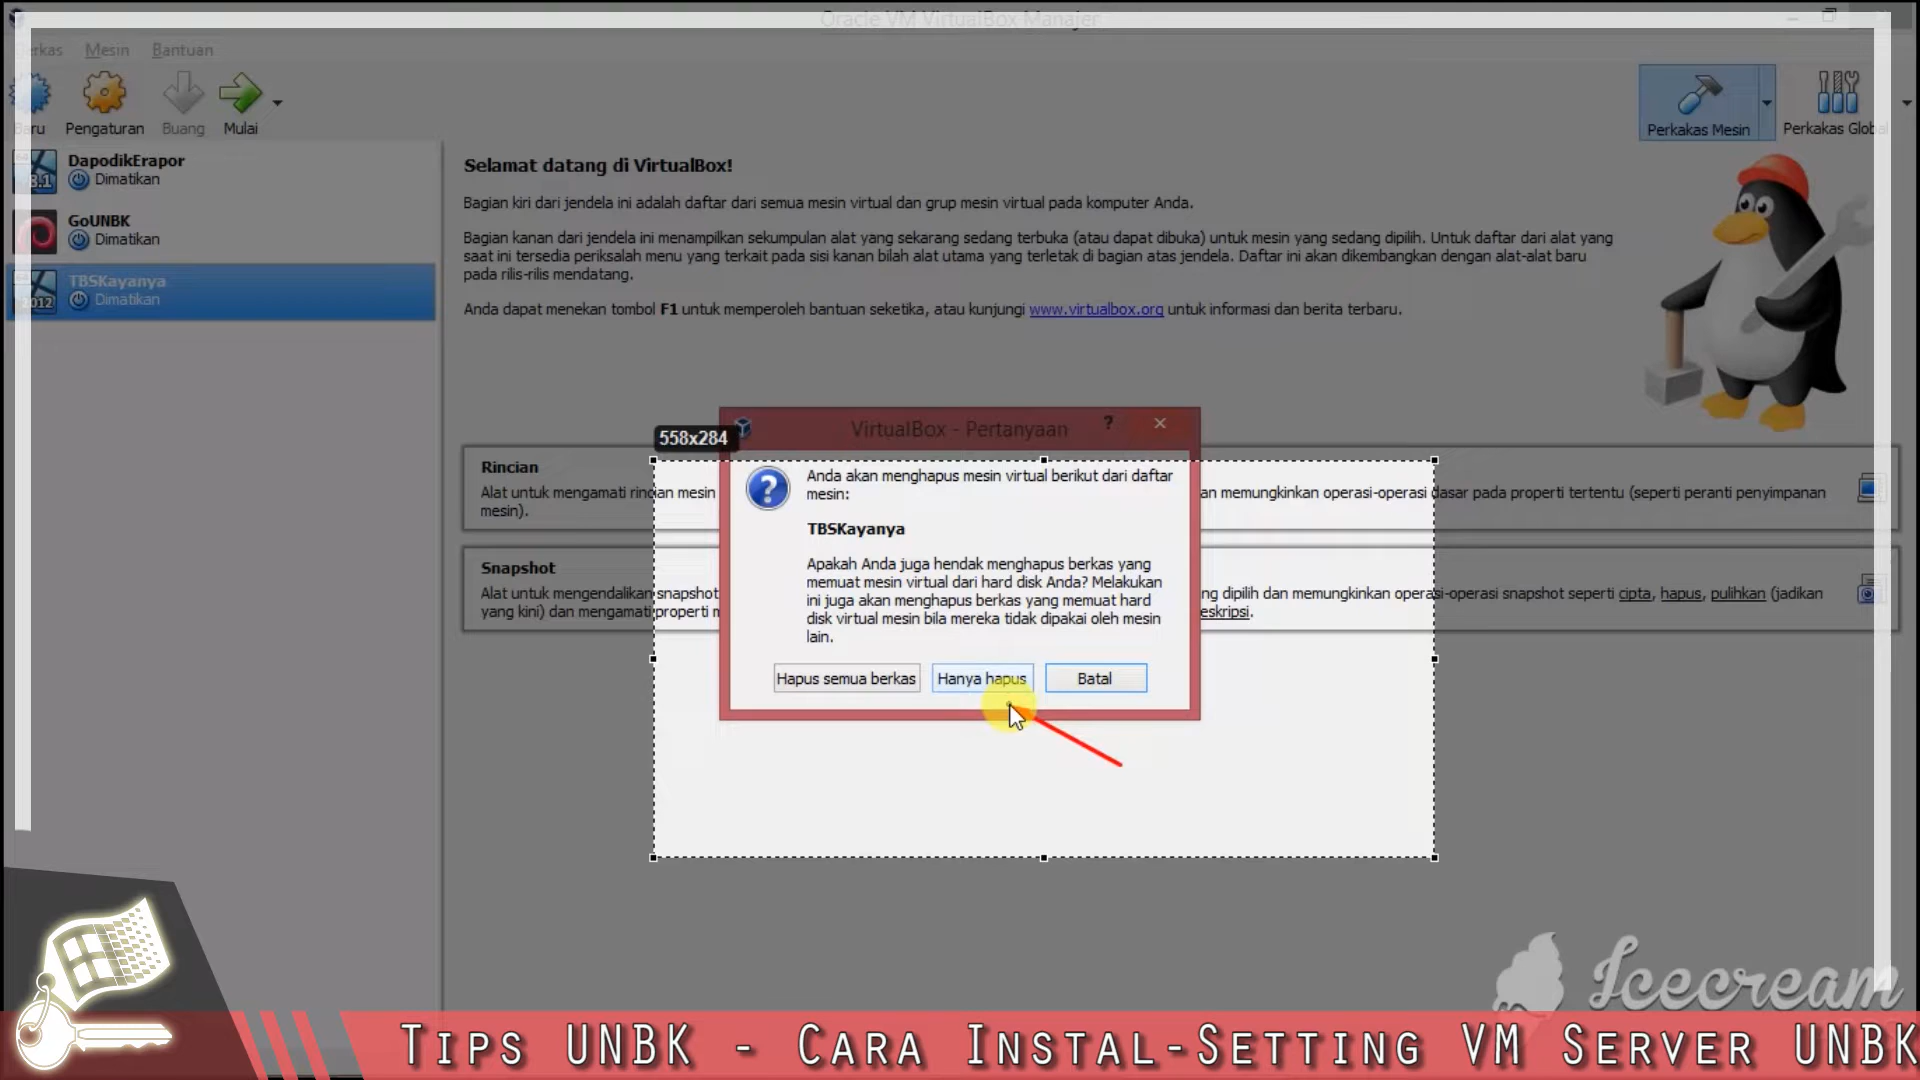 Oracle VM VirtualBox Manajer
Mesin Bantuan
Pengaturan Buang Mulai
Perkakas Mesin
DapodikErapor
Dimatikan
GoUNBK
Dimatikan
TBSKayanya
Dimatikan
8.1
2012
Selamat datang di VirtualBox!
Bagian kiri dari jendela ini adalah daftar dari semua mesin virtual dan grup mesin virtual pada komputer Anda.
Bagian kanan dari jendela ini menampilkan sekumpulan alat yang sekarang sedang terbuka (atau dapat dibuka) untuk mesin yang sedang dipilih. Untuk daftar dari alat yang
saat ini tersedia periksalah menu yang terkait pada sisi kanan bilah alat utama yang terletak di bagian atas jendela. Daftar ini akan dikembangkan dengan alat-alat baru
pada rilis-rilis mendatang.
Anda dapat menekan tombol F1 untuk memperoleh bantuan seketika, atau kunjungi www.virtualbox.org untuk informasi dan berita terbaru.
558x284
VirtualBox - Pertanyaan
?
Anda akan menghapus mesin virtual berikut dari daftar
mesin:
TBSKayanya
Apakah Anda juga hendak menghapus berkas yang
memuat mesin virtual dari hard disk Anda? Melakukan
ini juga akan menghapus berkas yang memuat hard
disk virtual mesin bila mereka tidak dipakai oleh mesin
lain.
Hapus semua berkas Hanya hapus Batal
Rincian
Alat untuk mengamati rincian mesin
an memungkinkan operasi-operasi dasar pada properti tertentu (seperti peranti penyimpanan
mesin).
Snapshot
Alat untuk mengendalikan snapshot
ng dipilih dan memungkinkan operasi-operasi snapshot seperti cipta, hapus, pulihkan (jadikan
yang kini) dan mengamati properti
eskripsi.
Icecream
Tips UNBK - Cara Instal-Setting VM Server UNBK